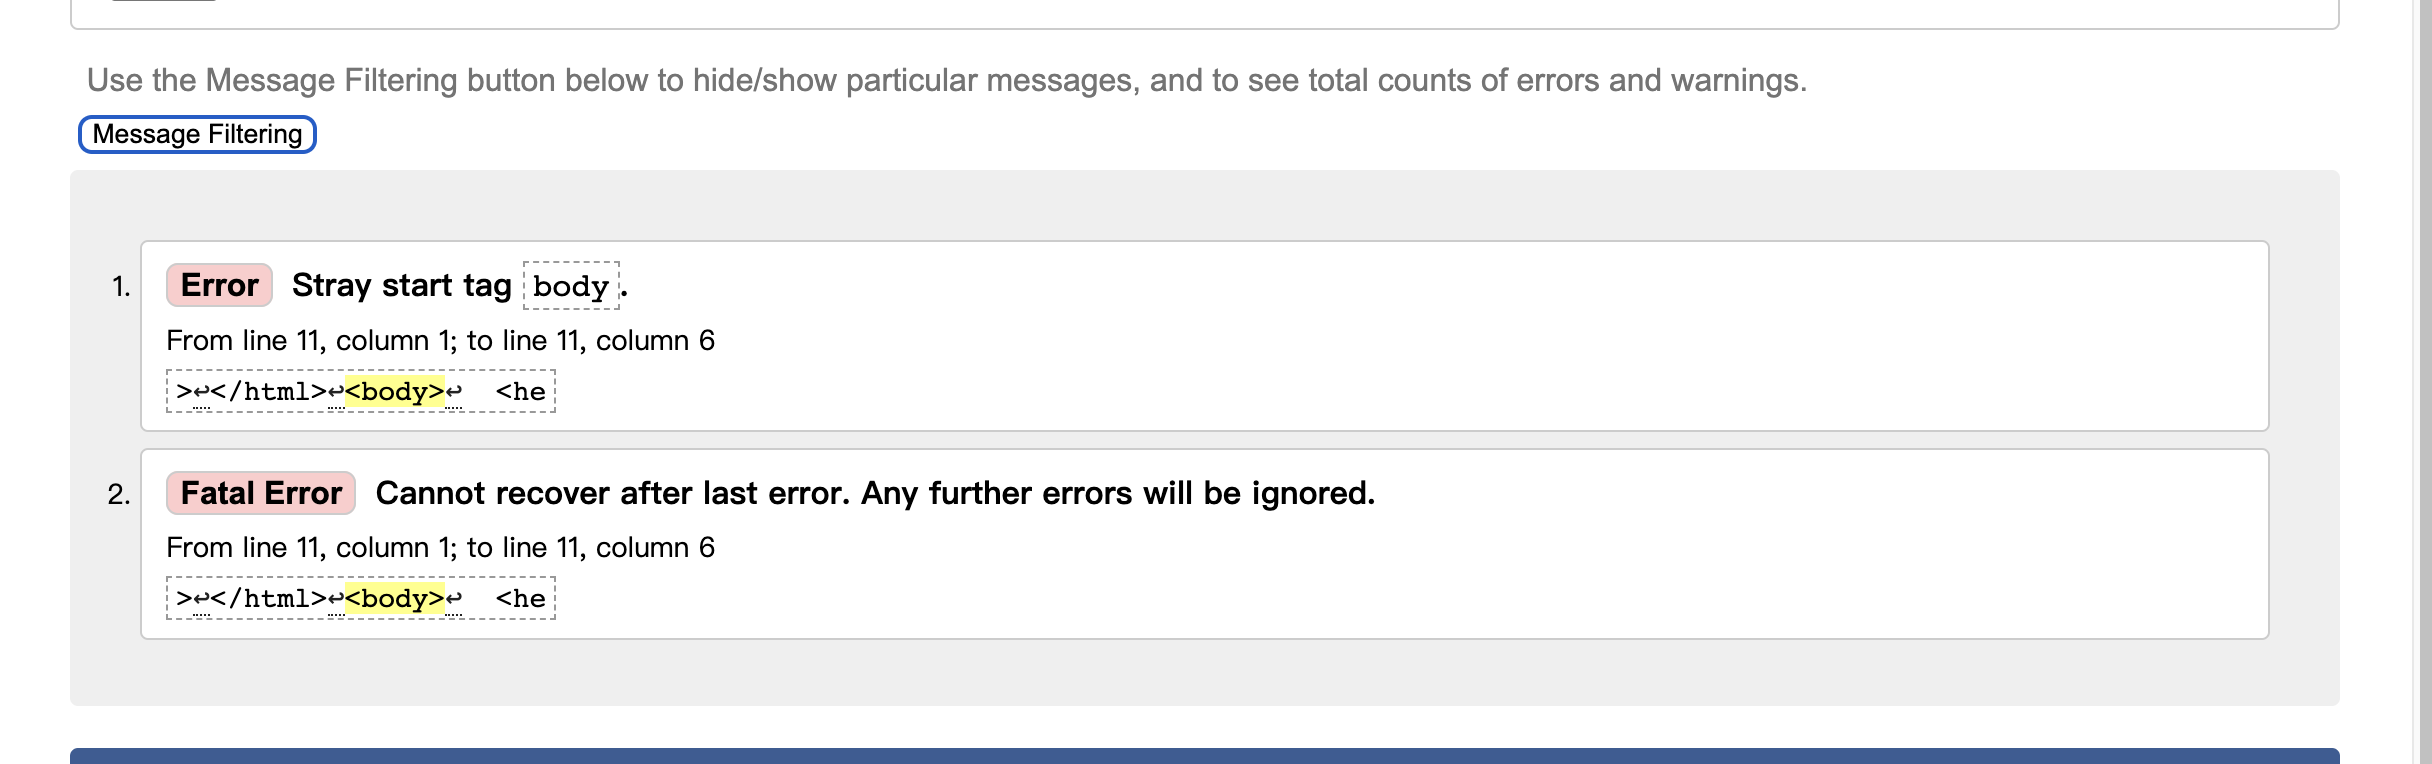 Use the Message Filtering button below to hide/show particular messages, and to see total counts of errors and warnings.
Message Filtering
1. Error Stray start tag body.
From line 11, column 1; to line 11, column 6
>↩</html>↩<body>↩  <he
2. Fatal Error Cannot recover after last error. Any further errors will be ignored.
From line 11, column 1; to line 11, column 6
>↩</html>↩<body>↩  <he